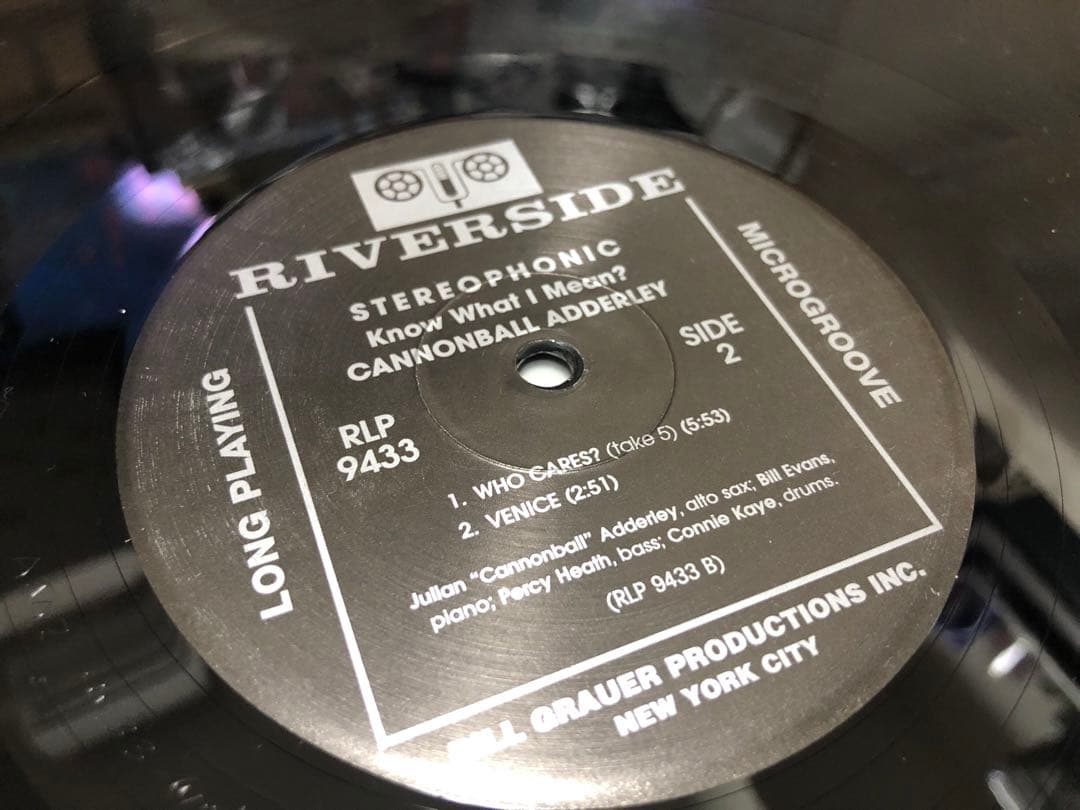 RIVERSIDE
STEREOPHONIC
Know What I Mean?
CANNONBALL ADDERLEY
LONG PLAYING
MICROGROOVE
SIDE
2
RLP
9433
1. WHO CARES? (take 5) (5:53)
2. VENICE (2:51)
Julian "Cannonball" Adderley, alto sax; Bill Evans,
piano; Percy Heath, bass; Connie Kaye, drums.
(RLP 9433 B)
BILL GRAUER PRODUCTIONS INC.
NEW YORK CITY